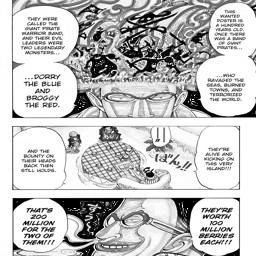 THIS
WANTED
POSTER IS A
HUNDRED
YEARS OLD.
ONCE THERE
WAS A BAND
OF GIANT
PIRATES...
THEY WERE
CALLED THE
GIANT PIRATE
WARRIOR BAND,
AND THEIR EVIL
LEADERS WERE
TWO LEGENDARY
MONSTERS...
...WHO
RAVAGED THE
SEAS, BURNED
TOWNS, AND
TERRORIZED
THE WORLD.
...DORRY
THE BLUE
AND
BROGGY
THE RED.
!!!
THEY'RE
ALIVE AND
KICKING ON
THIS VERY
ISLAND!!!
AND THE
BOUNTY ON
THEIR HEADS
BACK THEN
STILL HOLDS.
THEY'RE
WORTH
100
MILLION
BERRIES
EACH!!!
THAT'S
200
MILLION
FOR THE
TWO OF
THEM!!!